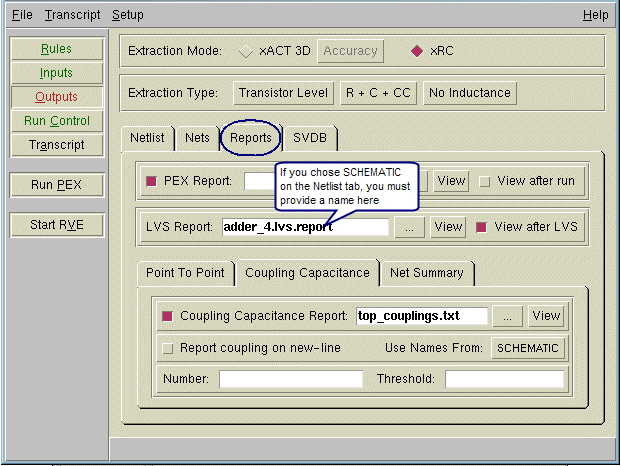 File Transcript Setup Help
Rules
Inputs
Outputs
Run Control
Transcript
Run PEX
Start RVE
Extraction Mode: xACT 3D Accuracy xRC
Extraction Type: Transistor Level R + C + CC No Inductance
Netlist Nets Reports SVDB
PEX Report: View View after run
If you chose SCHEMATIC
on the Netlist tab, you must
provide a name here
LVS Report: adder_4.lvs.report ... View View after LVS
Point To Point Coupling Capacitance Net Summary
Coupling Capacitance Report: top_couplings.txt ... View
Report coupling on new-line Use Names From: SCHEMATIC
Number: Threshold: